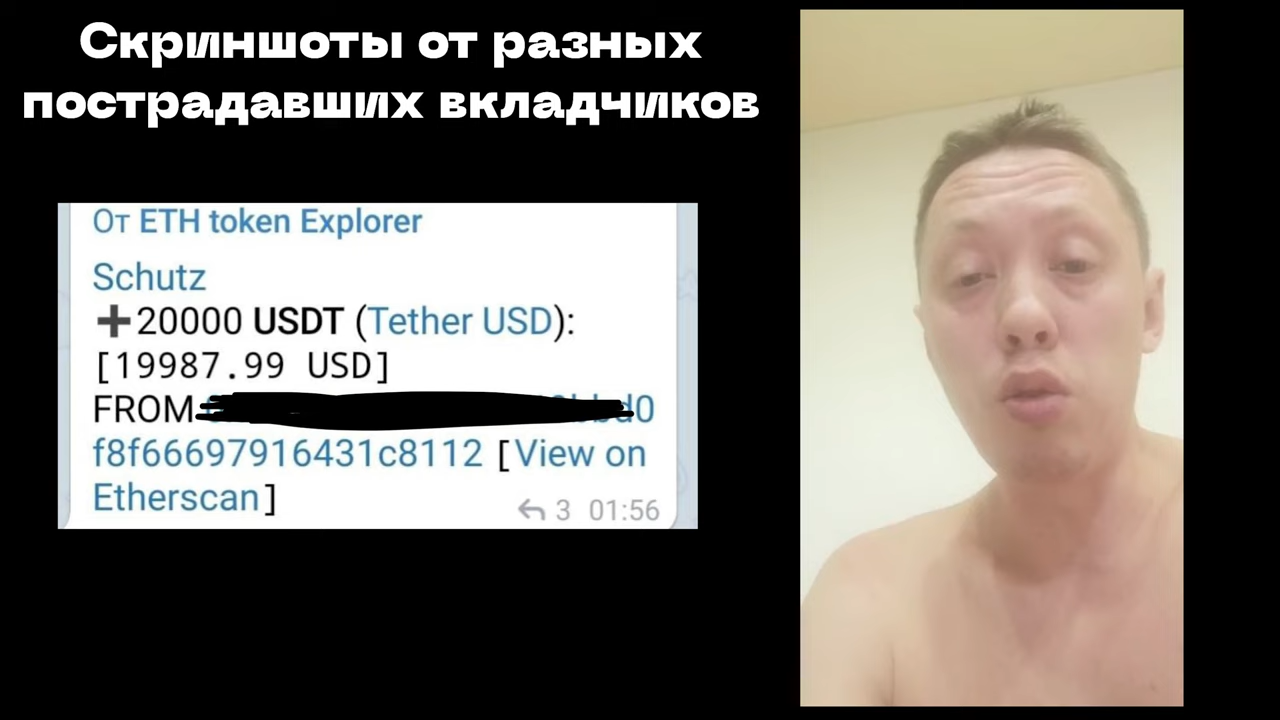 Скриншоты от разных
пострадавших вкладчиков
От ETH token Explorer
Schutz
➕20000 USDT (Tether USD):
[19987.99 USD]
FROM
f8f66697916431c8112 [View on
Etherscan]
3 01:56